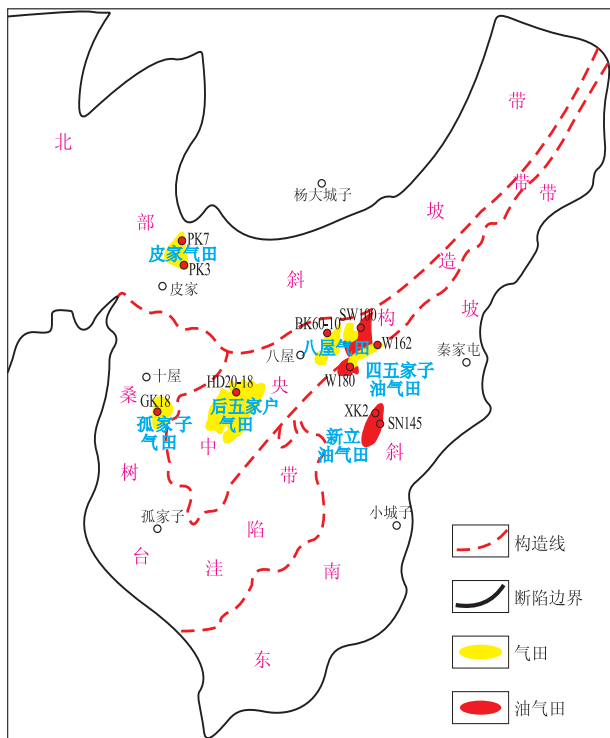 带
北
带
带
杨大城子
坡
部
PK7
皮家气田
造
PK3
斜
皮家
构
坡
SW100
BK60-10
八屋气田
W162
秦家屯
八屋
十屋
央
W180
四五家子
油气田
HD20-18
桑
GK18
后五家户
气田
XK2
SN145
孤家子
气田
中
新立
油气田
斜
树
带
孤家子
陷
小城子
台
洼
南
东
构造线
断陷边界
气田
油气田